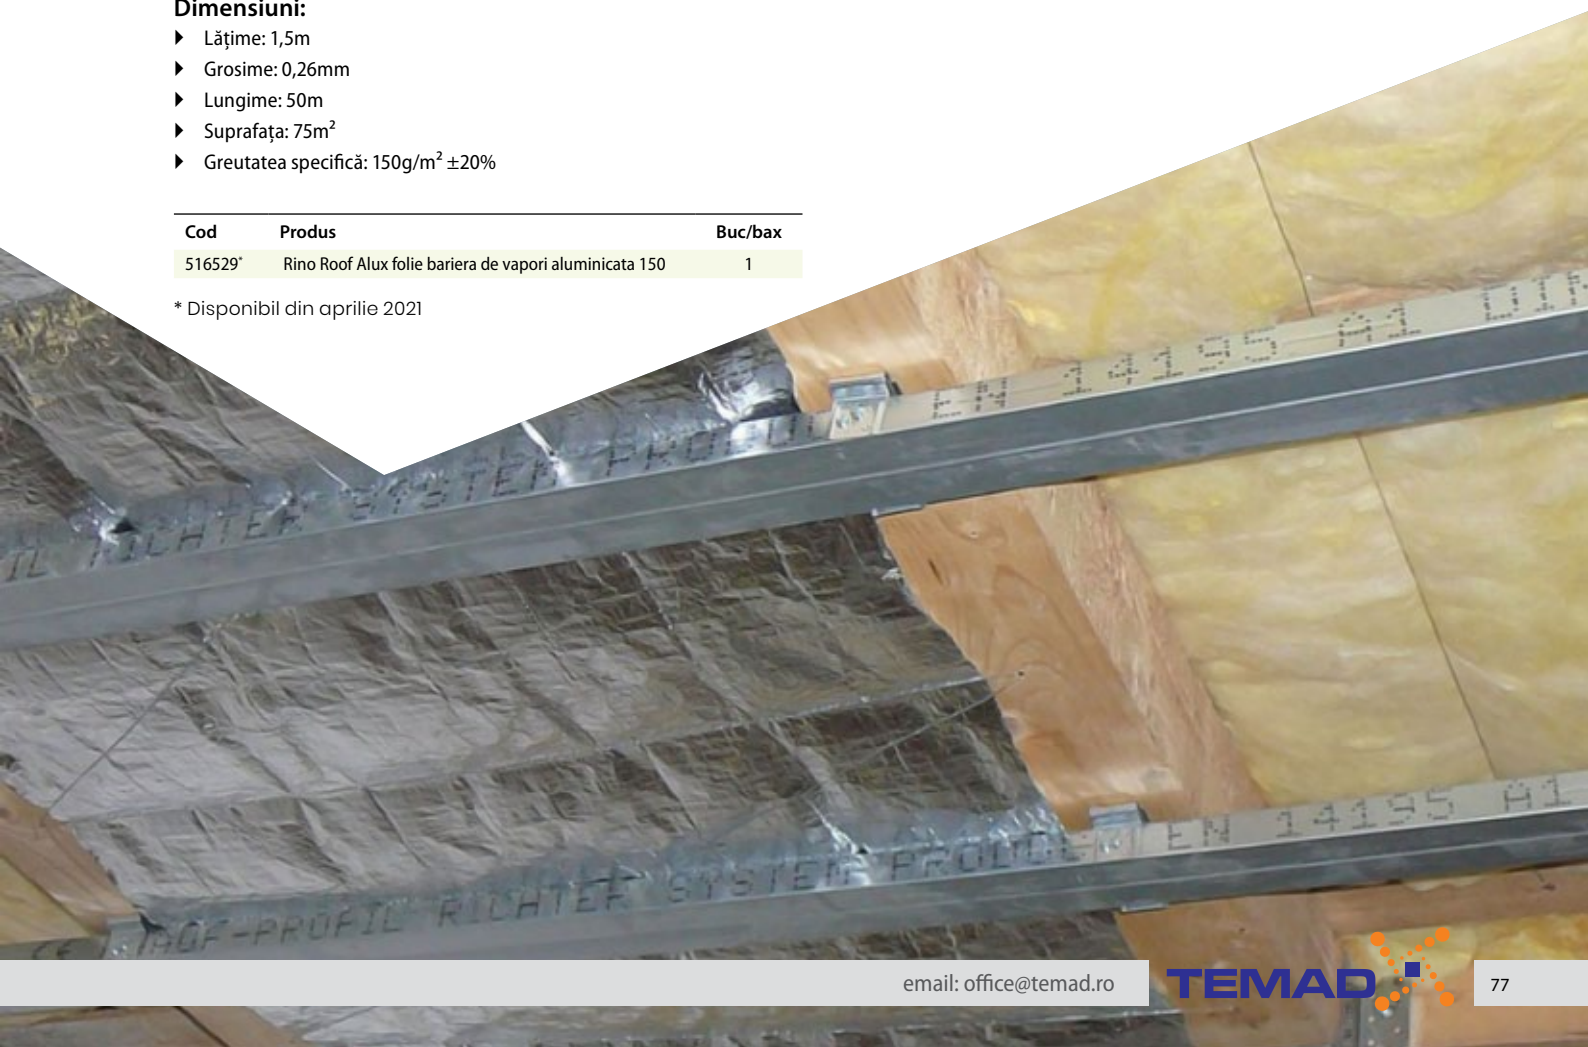 Dimensiuni:
Lățime: 1,5m
Grosime: 0,26mm
Lungime: 50m
Suprafața: 75m²
Greutatea specifică: 150g/m² ±20%
Cod Produs Buc/bax
516529* Rino Roof Alux folie bariera de vapori aluminicata 150 1
* Disponibil din aprilie 2021
RICHTER SYSTEM
EN 14195 A1
PROFIL RICHTER SYSTEM EN 14195 A1
email: office@temad.ro
TEMAD
77